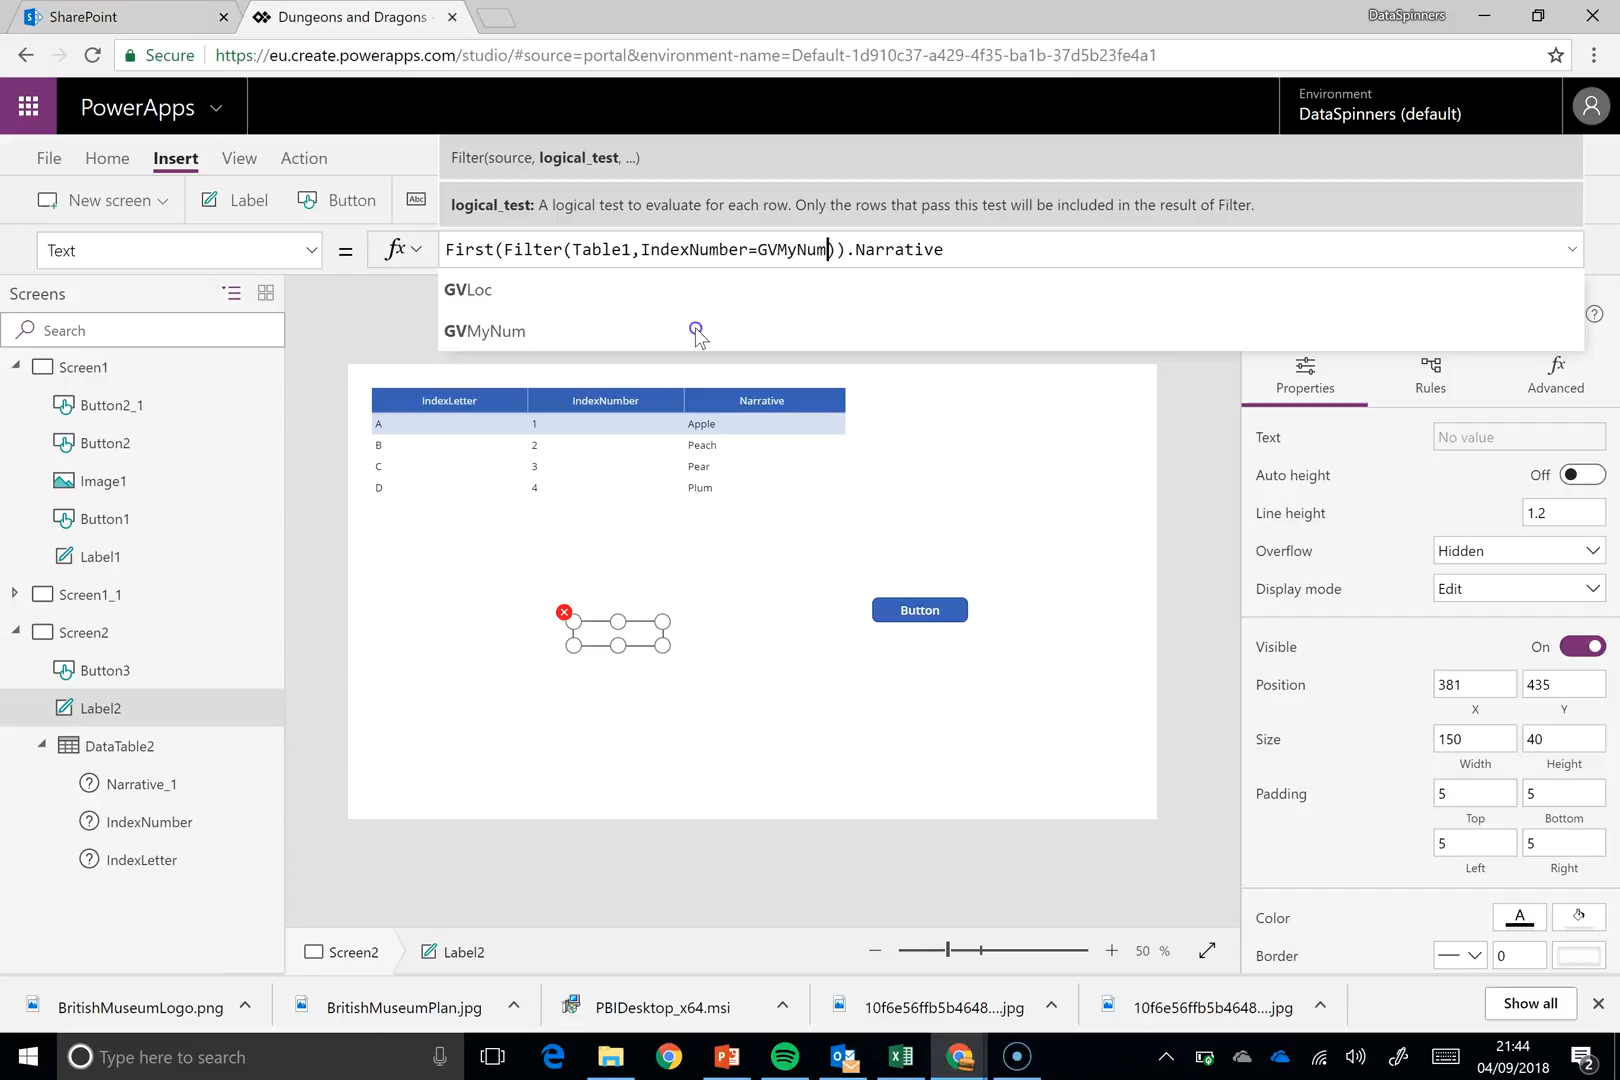 SharePoint
Dungeons and Dragons
DataSpinners
Secure
https://eu.create.powerapps.com/studio/#source=portal&environment-name=Default-1d910c37-a429-4f35-ba1b-37d5b23fe4a1
PowerApps
Environment
DataSpinners (default)
File Home Insert View Action
Filter(source, logical_test, ...)
New screen Label Button Abc
logical_test: A logical test to evaluate for each row. Only the rows that pass this test will be included in the result of Filter.
Text = fx First(Filter(Table1,IndexNumber=GVMyNum)).Narrative
GVLoc
GVMyNum
Screens
Search
Screen1
Button2_1
Button2
Image1
Button1
Label1
Screen1_1
Screen2
Button3
Label2
DataTable2
Narrative_1
IndexNumber
IndexLetter
IndexLetter IndexNumber Narrative
A 1 Apple
B 2 Peach
C 3 Pear
D 4 Plum
Button
Screen2 Label2
50 %
fx
Properties Rules Advanced
Text No value
Auto height Off
Line height 1.2
Overflow Hidden
Display mode Edit
Visible On
Position 381 435
X Y
Size 150 40
Width Height
Padding 5 5
Top Bottom
5 5
Left Right
Color A
Border 0
BritishMuseumLogo.png
BritishMuseumPlan.jpg
PBIDesktop_x64.msi
10f6e56ffb5b4648....jpg
10f6e56ffb5b4648....jpg
Show all
Type here to search
21:44
04/09/2018
2